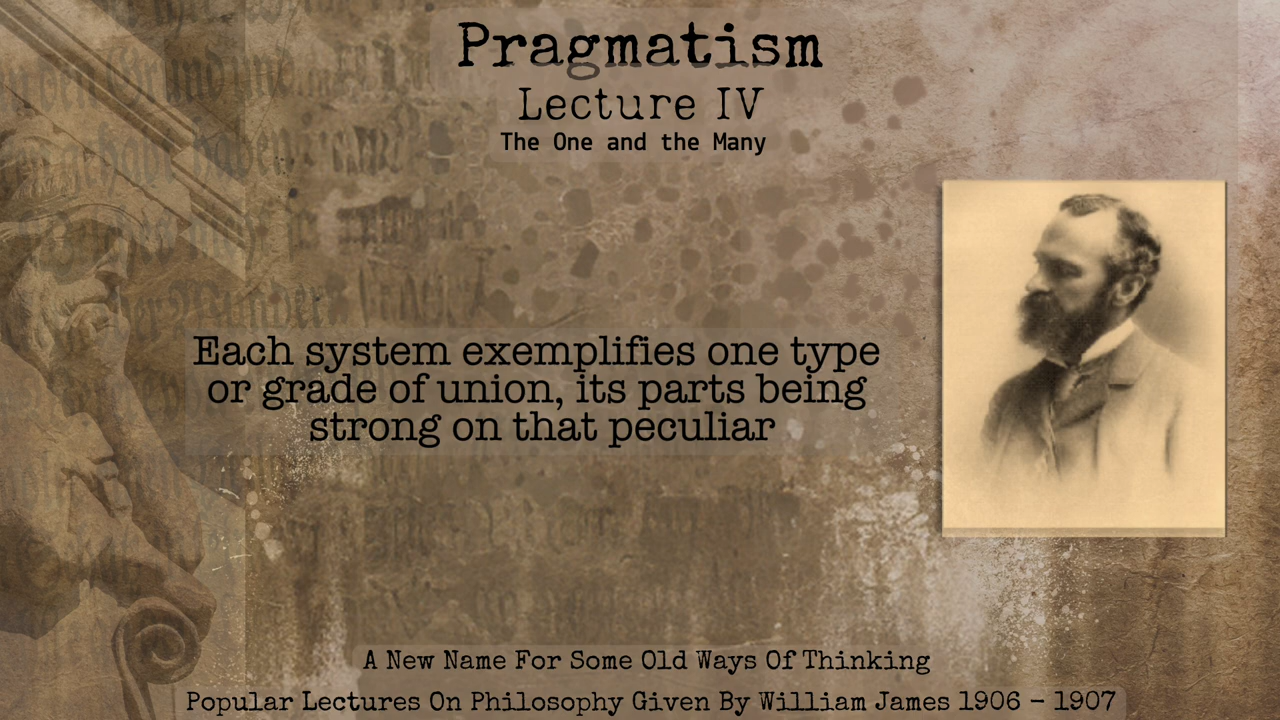 Pragmatism
Lecture IV
The One and the Many
Each system exemplifies one type
or grade of union, its parts being
strong on that peculiar
A New Name For Some Old Ways Of Thinking
Popular Lectures On Philosophy Given By William James 1906 - 1907